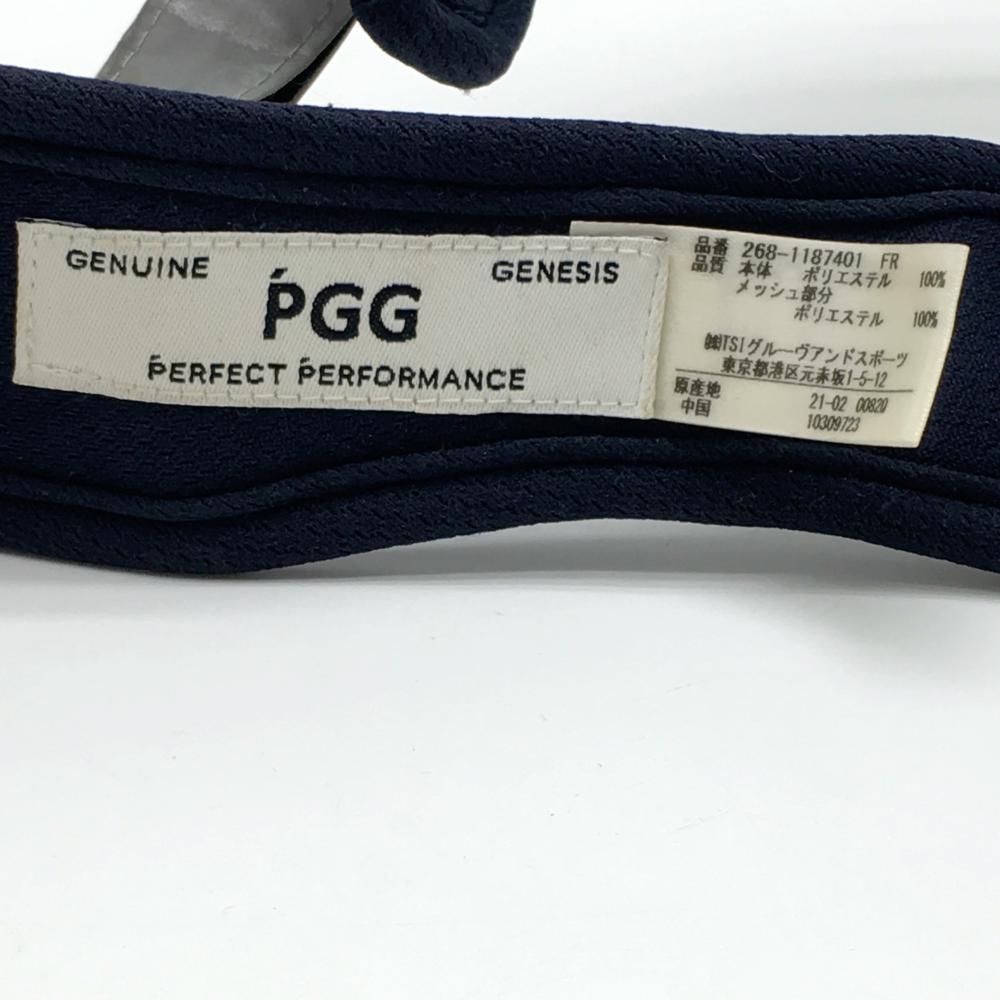 GENUINE GENESIS
PGG
PERFECT PERFORMANCE
品番 268-1187401 FR
品質 本体 ポリエステル 100%
メッシュ部分
ポリエステル 100%
㈱TSIグルーヴアンドスポーツ
東京都港区元赤坂1-5-12
原産地 21-02 00820
中国 10309723